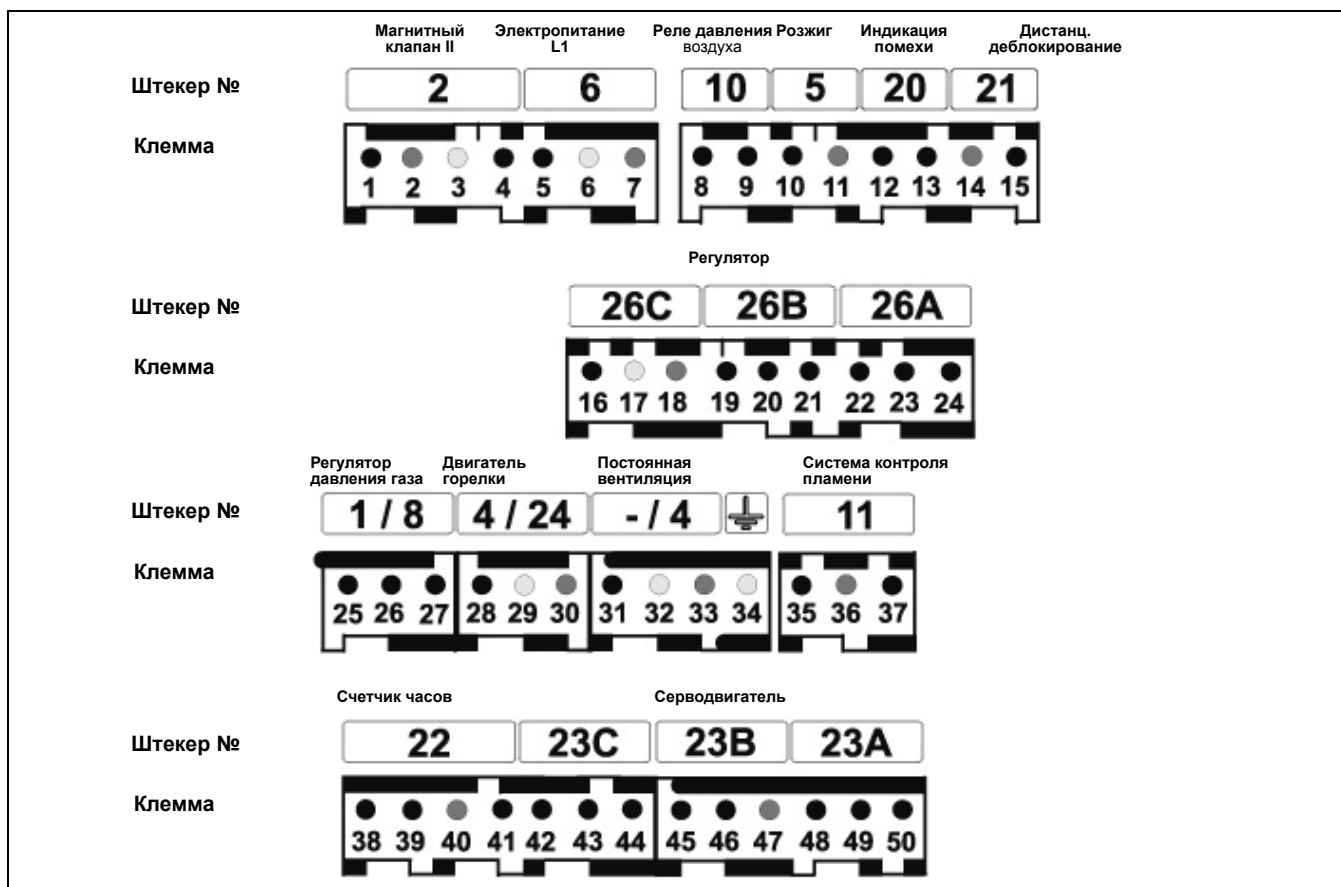 Магнитный Электропитание Реле давления Розжиг Индикация Дистанц.
клапан II L1 воздуха помехи деблокирование
Штекер № 2 6 10 5 20 21
Клемма
1 2 3 4 5 6 7 8 9 10 11 12 13 14 15
Регулятор
Штекер № 26C 26B 26A
Клемма
16 17 18 19 20 21 22 23 24
Регулятор Двигатель Постоянная Система контроля
давления газа горелки вентиляция пламени
Штекер № 1 / 8 4 / 24 - / 4 11
Клемма
25 26 27 28 29 30 31 32 33 34 35 36 37
Счетчик часов Серводвигатель
Штекер № 22 23C 23B 23A
Клемма
38 39 40 41 42 43 44 45 46 47 48 49 50